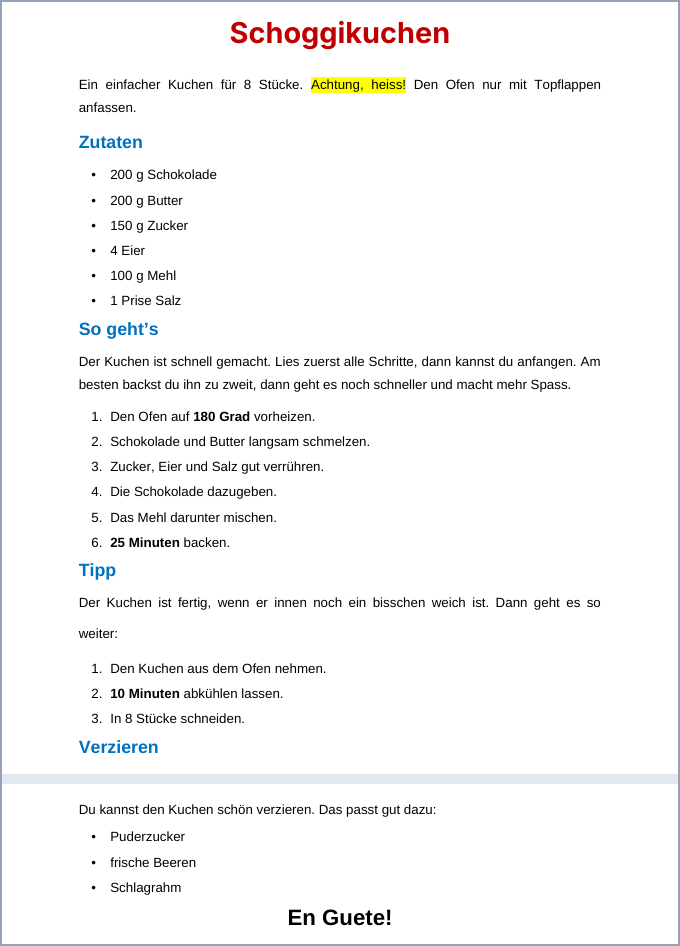 Schoggikuchen
Ein einfacher Kuchen für 8 Stücke. Achtung, heiss! Den Ofen nur mit Topflappen
anfassen.
Zutaten
• 200 g Schokolade
• 200 g Butter
• 150 g Zucker
• 4 Eier
• 100 g Mehl
• 1 Prise Salz
So geht’s
Der Kuchen ist schnell gemacht. Lies zuerst alle Schritte, dann kannst du anfangen. Am
besten backst du ihn zu zweit, dann geht es noch schneller und macht mehr Spass.
1. Den Ofen auf 180 Grad vorheizen.
2. Schokolade und Butter langsam schmelzen.
3. Zucker, Eier und Salz gut verrühren.
4. Die Schokolade dazugeben.
5. Das Mehl darunter mischen.
6. 25 Minuten backen.
Tipp
Der Kuchen ist fertig, wenn er innen noch ein bisschen weich ist. Dann geht es so
weiter:
1. Den Kuchen aus dem Ofen nehmen.
2. 10 Minuten abkühlen lassen.
3. In 8 Stücke schneiden.
Verzieren
Du kannst den Kuchen schön verzieren. Das passt gut dazu:
• Puderzucker
• frische Beeren
• Schlagrahm
En Guete!